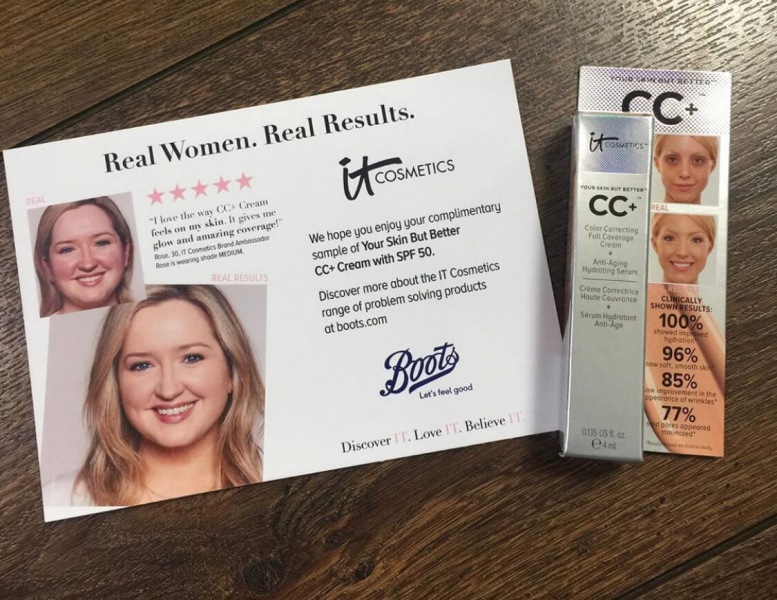 Real Women. Real Results.
REAL
"I love the way CC+ Cream
feels on my skin. It gives me
glow and amazing coverage!"
Rose, 30, IT Cosmetics Brand Ambassador
Rose is wearing shade MEDIUM.
REAL RESULTS
it COSMETICS™
We hope you enjoy your complimentary
sample of Your Skin But Better
CC+ Cream with SPF 50.
Discover more about the IT Cosmetics
range of problem solving products
at boots.com
Boots
Let's feel good
Discover IT. Love IT. Believe IT.
it COSMETICS™
YOUR SKIN BUT BETTER™
CC+™
Color Correcting
Full Coverage
Cream
+
Anti-Aging
Hydrating Serum
Crème Correctrice
Haute Couvrance
+
Sérum Hydratant
Anti-Âge
0.135 US fl. oz
e 4 ml
YOUR SKIN BUT BETTER™
CC+™
REAL
CLINICALLY
SHOWN RESULTS:
100%
showed improved
hydration*
96%
saw soft, smooth skin*
85%
saw improvement in the
appearance of wrinkles*
77%
said pores appeared
minimized*